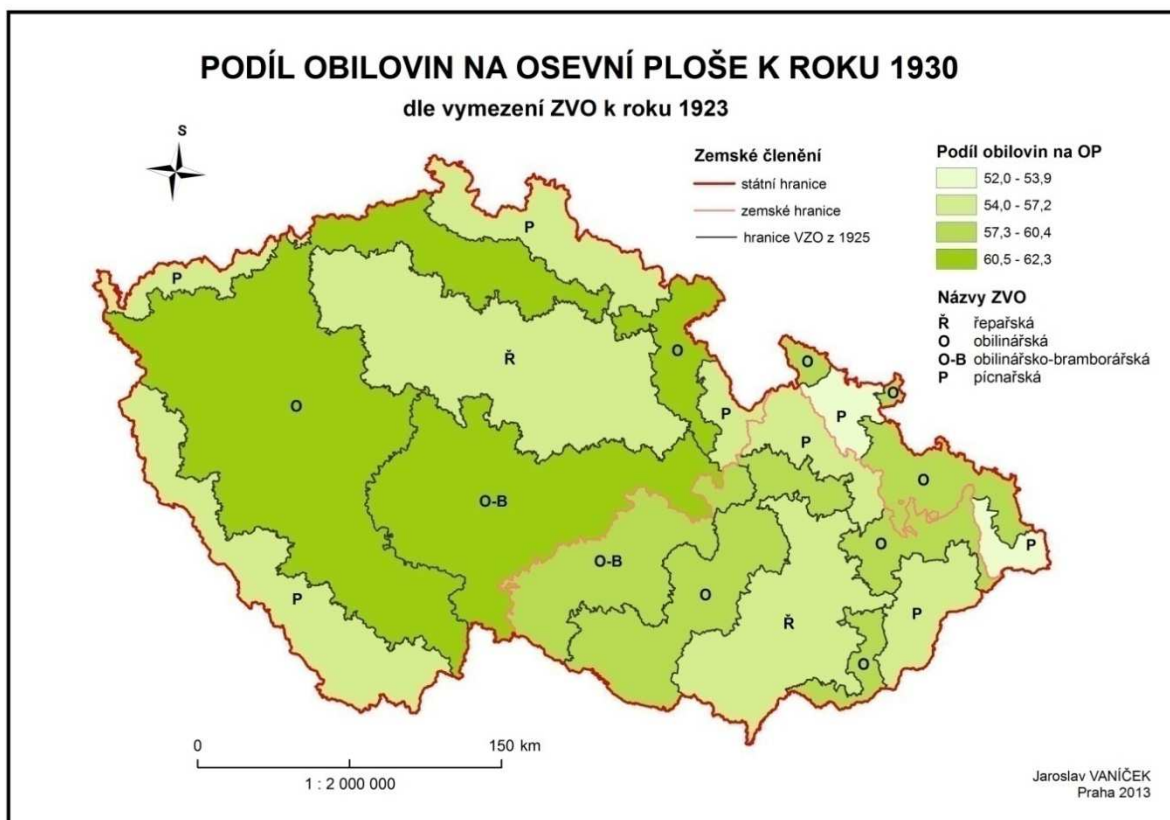 PODÍL OBILOVIN NA OSEVNÍ PLOŠE K ROKU 1930
dle vymezení ZVO k roku 1923
S
Zemské členění
státní hranice
zemské hranice
hranice VZO z 1925
Podíl obilovin na OP
52,0 - 53,9
54,0 - 57,2
57,3 - 60,4
60,5 - 62,3
Názvy ZVO
Ř řepařská
O obilinářská
O-B obilinářsko-bramborářská
P pícnařská
P
P
Ř
O
O
O
P
P
O
P
O-B
P
O
O-B
O
P
P
O
Ř
P
O
0 150 km
1 : 2 000 000
Jaroslav VANÍČEK
Praha 2013